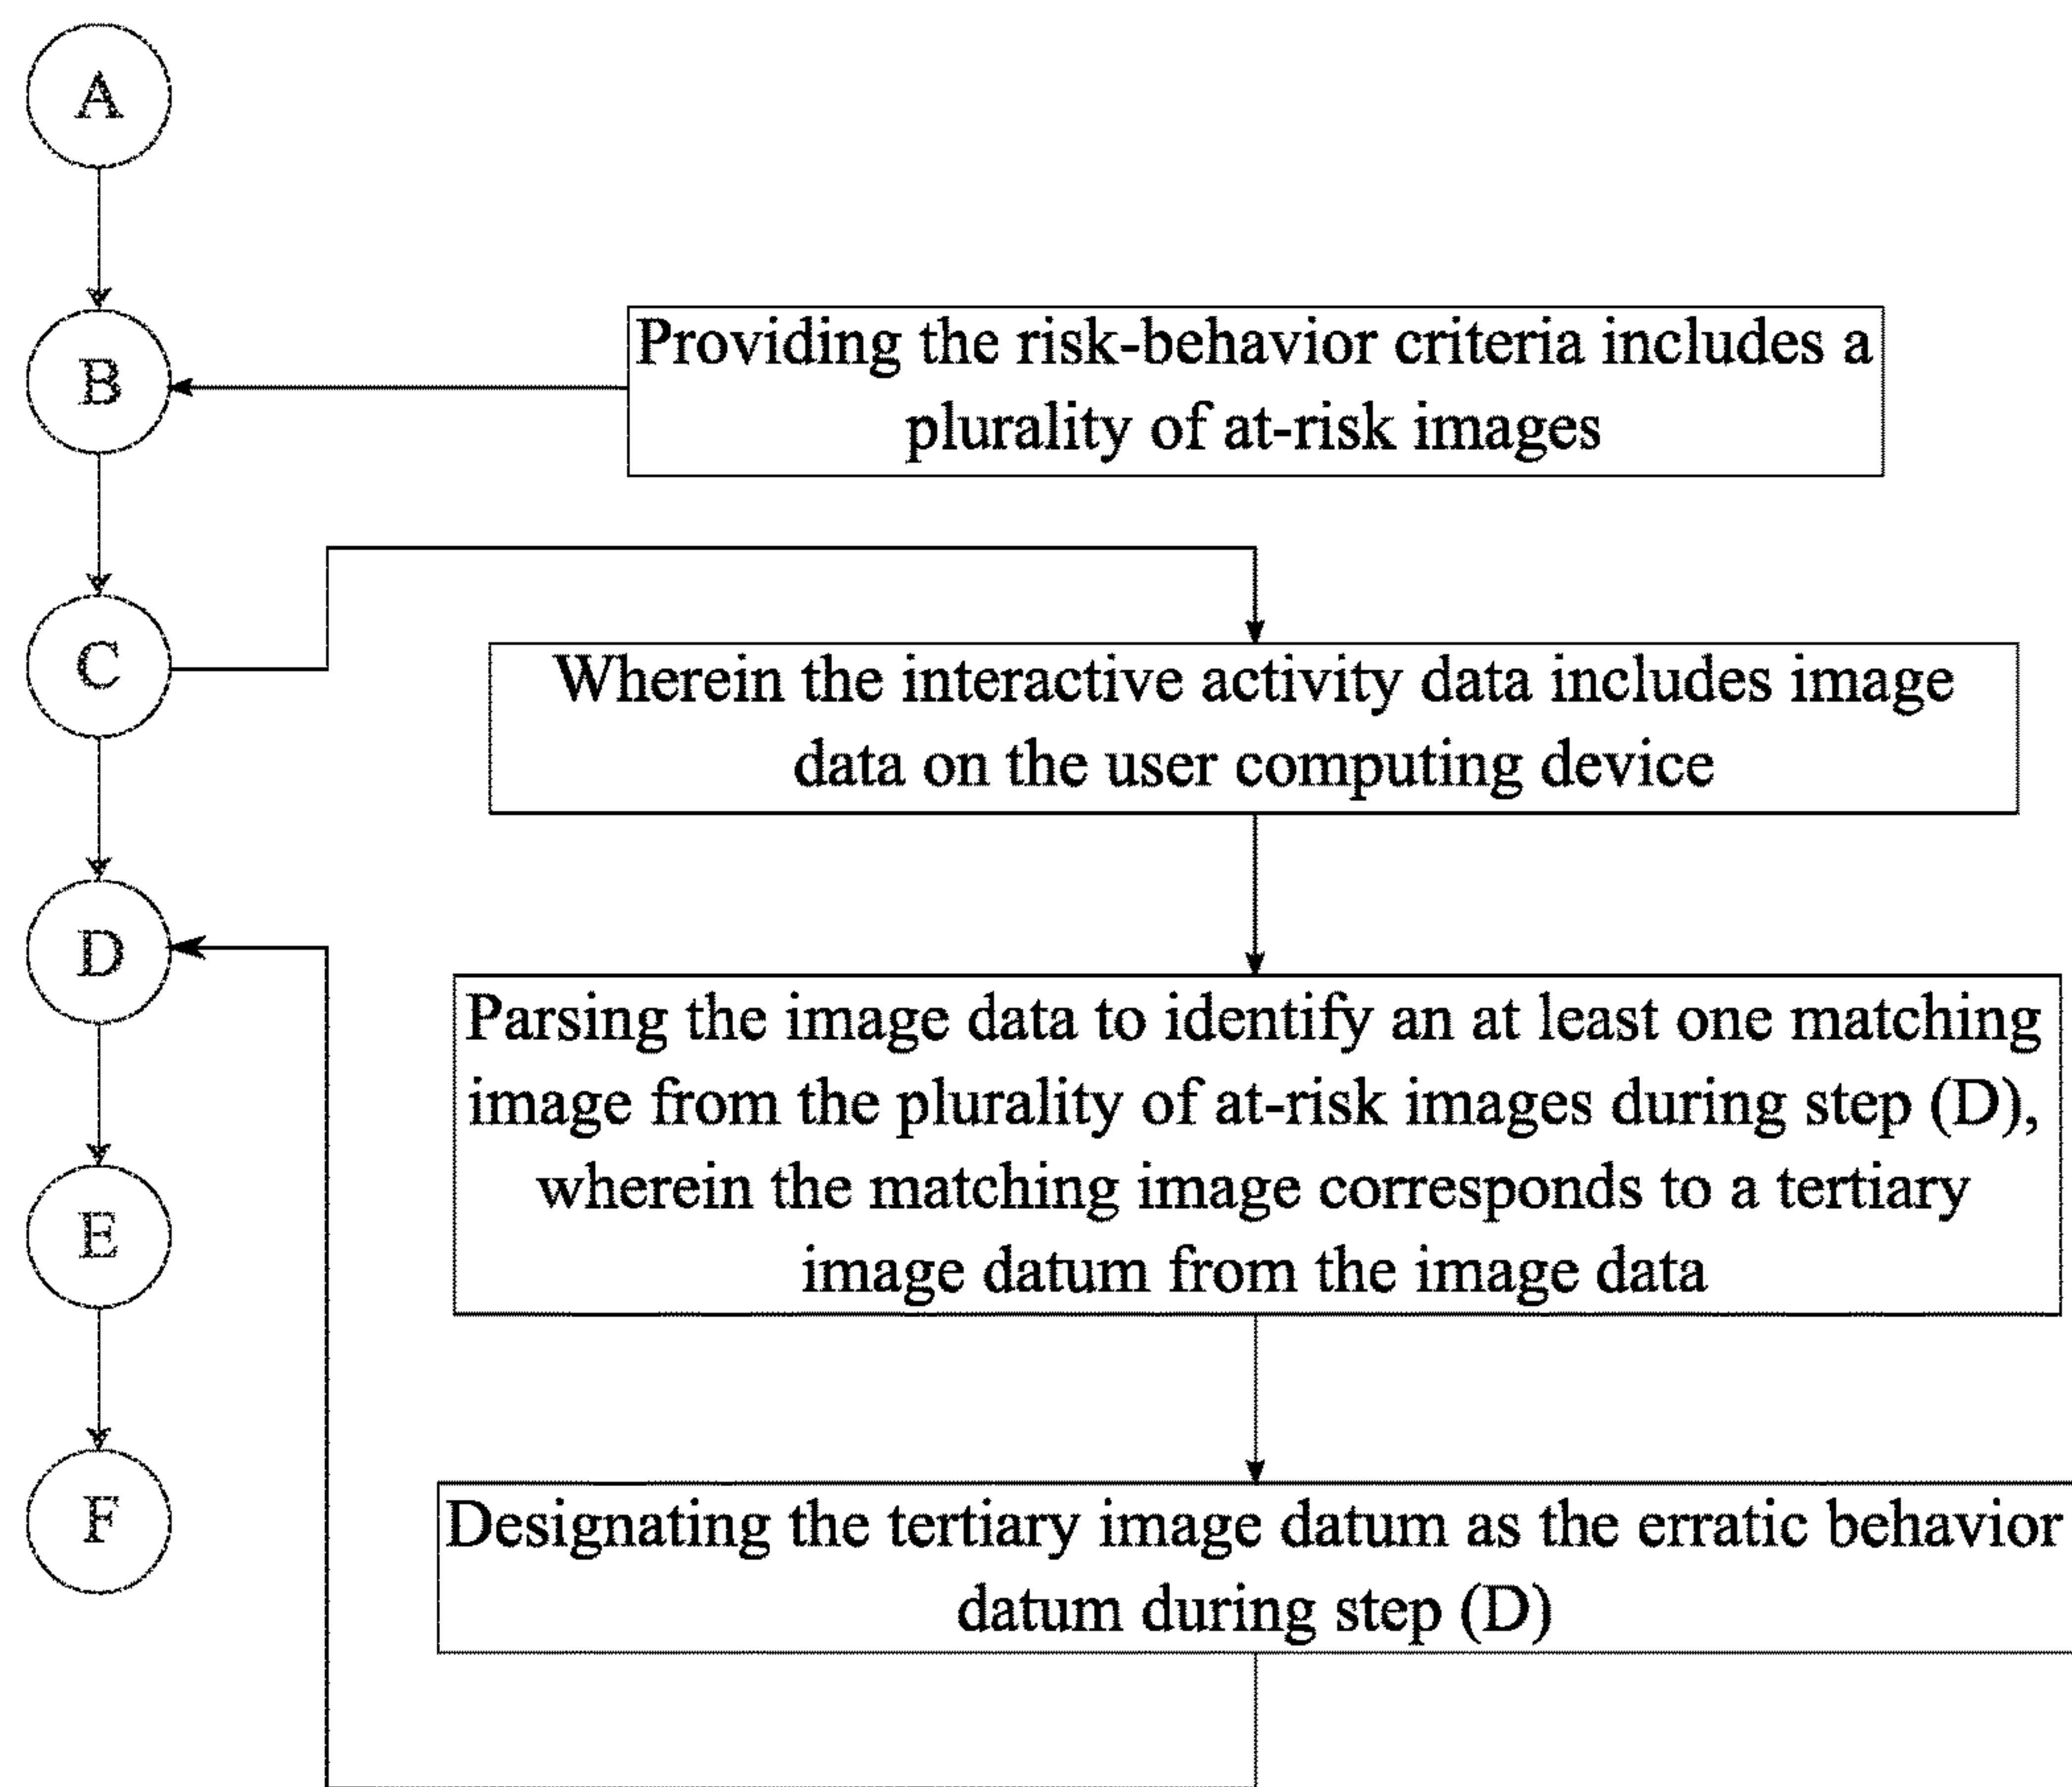 A
B
Providing the risk-behavior criteria includes a
plurality of at-risk images
C
Wherein the interactive activity data includes image
data on the user computing device
D
Parsing the image data to identify an at least one matching
image from the plurality of at-risk images during step (D),
wherein the matching image corresponds to a tertiary
image datum from the image data
E
Designating the tertiary image datum as the erratic behavior
datum during step (D)
F